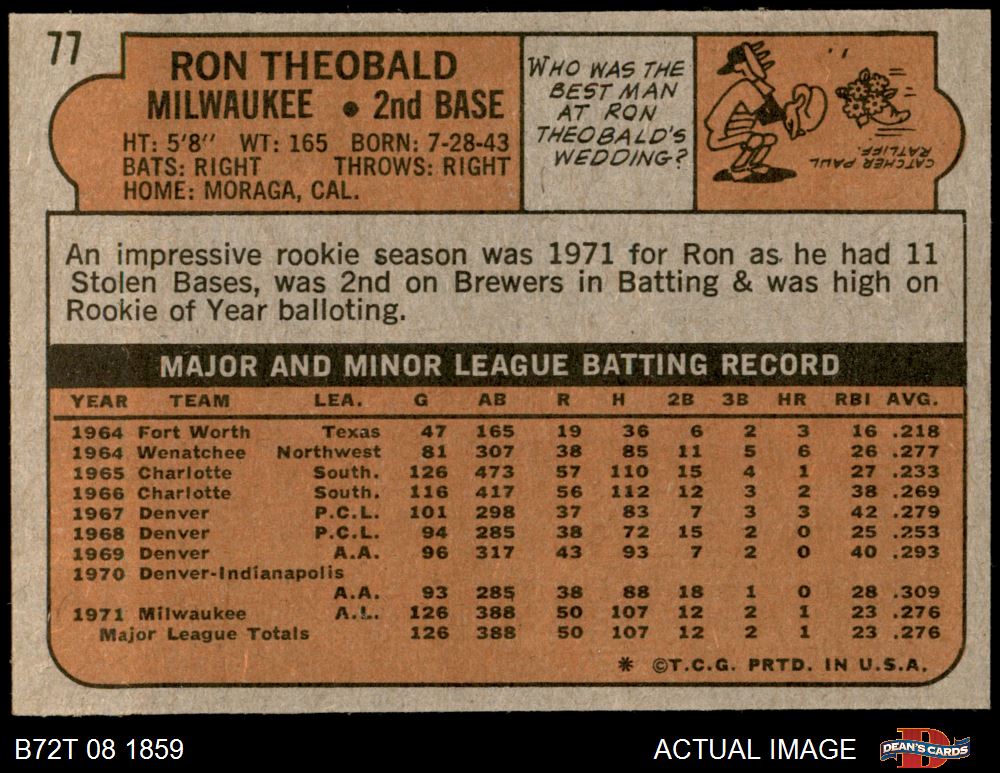 77
RON THEOBALD
MILWAUKEE • 2nd BASE
HT: 5'8" WT: 165 BORN: 7-28-43
BATS: RIGHT THROWS: RIGHT
HOME: MORAGA, CAL.
WHO WAS THE
BEST MAN
AT RON
THEOBALD'S
WEDDING?
CATCHER PAUL
RATLIFF.
An impressive rookie season was 1971 for Ron as he had 11
Stolen Bases, was 2nd on Brewers in Batting & was high on
Rookie of Year balloting.
MAJOR AND MINOR LEAGUE BATTING RECORD
YEAR TEAM LEA. G AB R H 2B 3B HR RBI AVG.
1964 Fort Worth Texas 47 165 19 36 6 2 3 16 .218
1964 Wenatchee Northwest 81 307 38 85 11 5 6 26 .277
1965 Charlotte South. 126 473 57 110 15 4 1 27 .233
1966 Charlotte South. 116 417 56 112 12 3 2 38 .269
1967 Denver P.C.L. 101 298 37 83 7 3 3 42 .279
1968 Denver P.C.L. 94 285 38 72 15 2 0 25 .253
1969 Denver A.A. 96 317 43 93 7 2 0 40 .293
1970 Denver-Indianapolis
A.A. 93 285 38 88 18 1 0 28 .309
1971 Milwaukee A.L. 126 388 50 107 12 2 1 23 .276
Major League Totals 126 388 50 107 12 2 1 23 .276
* ©T.C.G. PRTD. IN U.S.A.
B72T 08 1859
ACTUAL IMAGE
DEAN'S CARDS